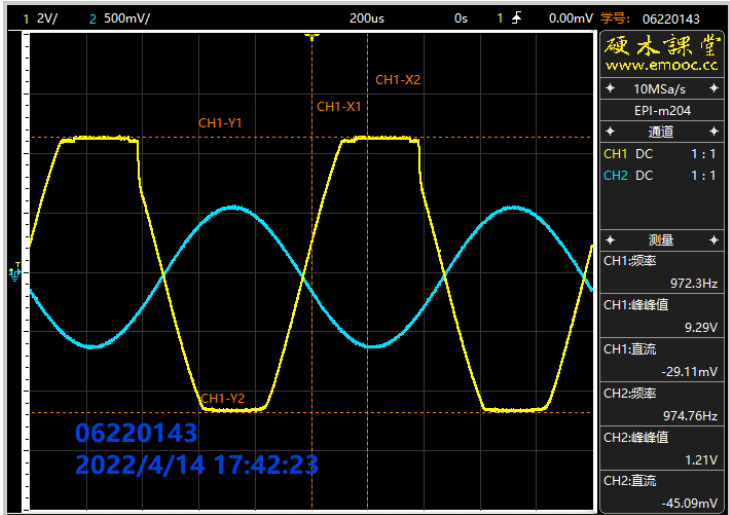 1 2V/ 2 500mV/ 200us 0s 1 0.00mV 学号: 06220143
硬木課堂
www.emooc.cc
10MSa/s
EPI-m204
通道
CH1 DC 1:1
CH2 DC 1:1
测量
CH1:频率
972.3Hz
CH1:峰峰值
9.29V
CH1:直流
-29.11mV
CH2:频率
974.76Hz
CH2:峰峰值
1.21V
CH2:直流
-45.09mV
CH1-X2
CH1-X1
CH1-Y1
T
CH1-Y2
06220143
2022/4/14 17:42:23